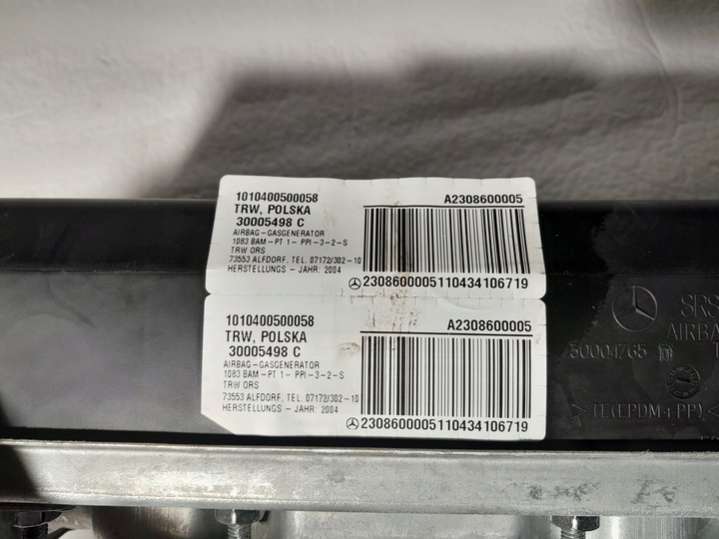 1010400500058
A2308600005
TRW, POLSKA
30005498 C
AIRBAG-GASGENERATOR
1083 BAM-PT 1- PPI-3-2-S
TRW ORS
73553 ALFDORF, TEL. 07172/302-10
HERSTELLUNGS - JAHR: 2004
2308600005110434106719
1010400500058
A2308600005
TRW, POLSKA
30005498 C
AIRBAG-GASGENERATOR
1083 BAM-PT 1- PPI-3-2-S
TRW ORS
73553 ALFDORF, TEL. 07172/302-10
HERSTELLUNGS - JAHR: 2004
2308600005110434106719
SRS
AIRBA
50004765
>TE(EPDM+PP)<